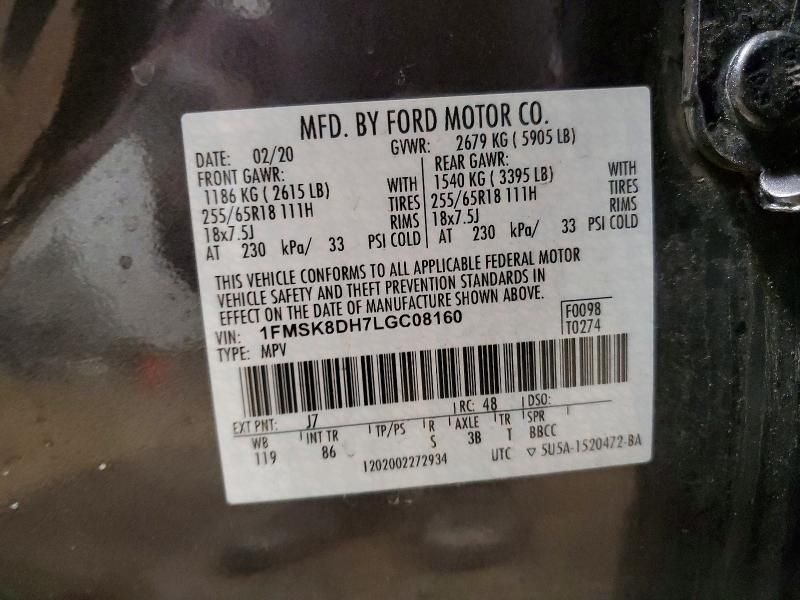 MFD. BY FORD MOTOR CO.
DATE: 02/20 GVWR: 2679 KG ( 5905 LB)
FRONT GAWR: REAR GAWR:
1186 KG ( 2615 LB) WITH 1540 KG ( 3395 LB) WITH
255/65R18 111H TIRES 255/65R18 111H TIRES
18x7.5J RIMS 18x7.5J RIMS
AT 230 kPa/ 33 PSI COLD AT 230 kPa/ 33 PSI COLD
THIS VEHICLE CONFORMS TO ALL APPLICABLE FEDERAL MOTOR
VEHICLE SAFETY AND THEFT PREVENTION STANDARDS IN
EFFECT ON THE DATE OF MANUFACTURE SHOWN ABOVE.
VIN: 1FMSK8DH7LGC08160 F0098
TYPE: MPV T0274
EXT PNT: J7 RC: 48 DSO:
WB INT TR TP/PS R AXLE TR SPR
119 86 S 3B T BBCC
1202002272934 UTC ▽ 5U5A-1520472-BA